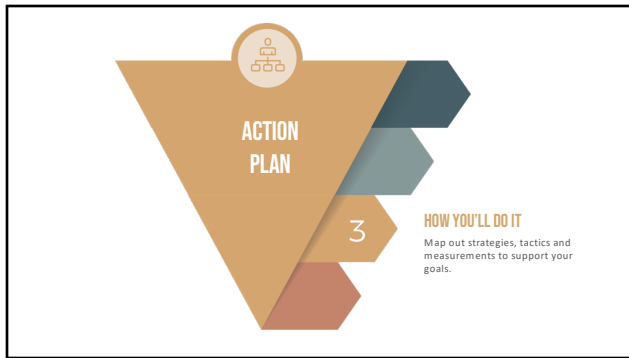 ACTION
PLAN
3
HOW YOU'LL DO IT
Map out strategies, tactics and
measurements to support your
goals.